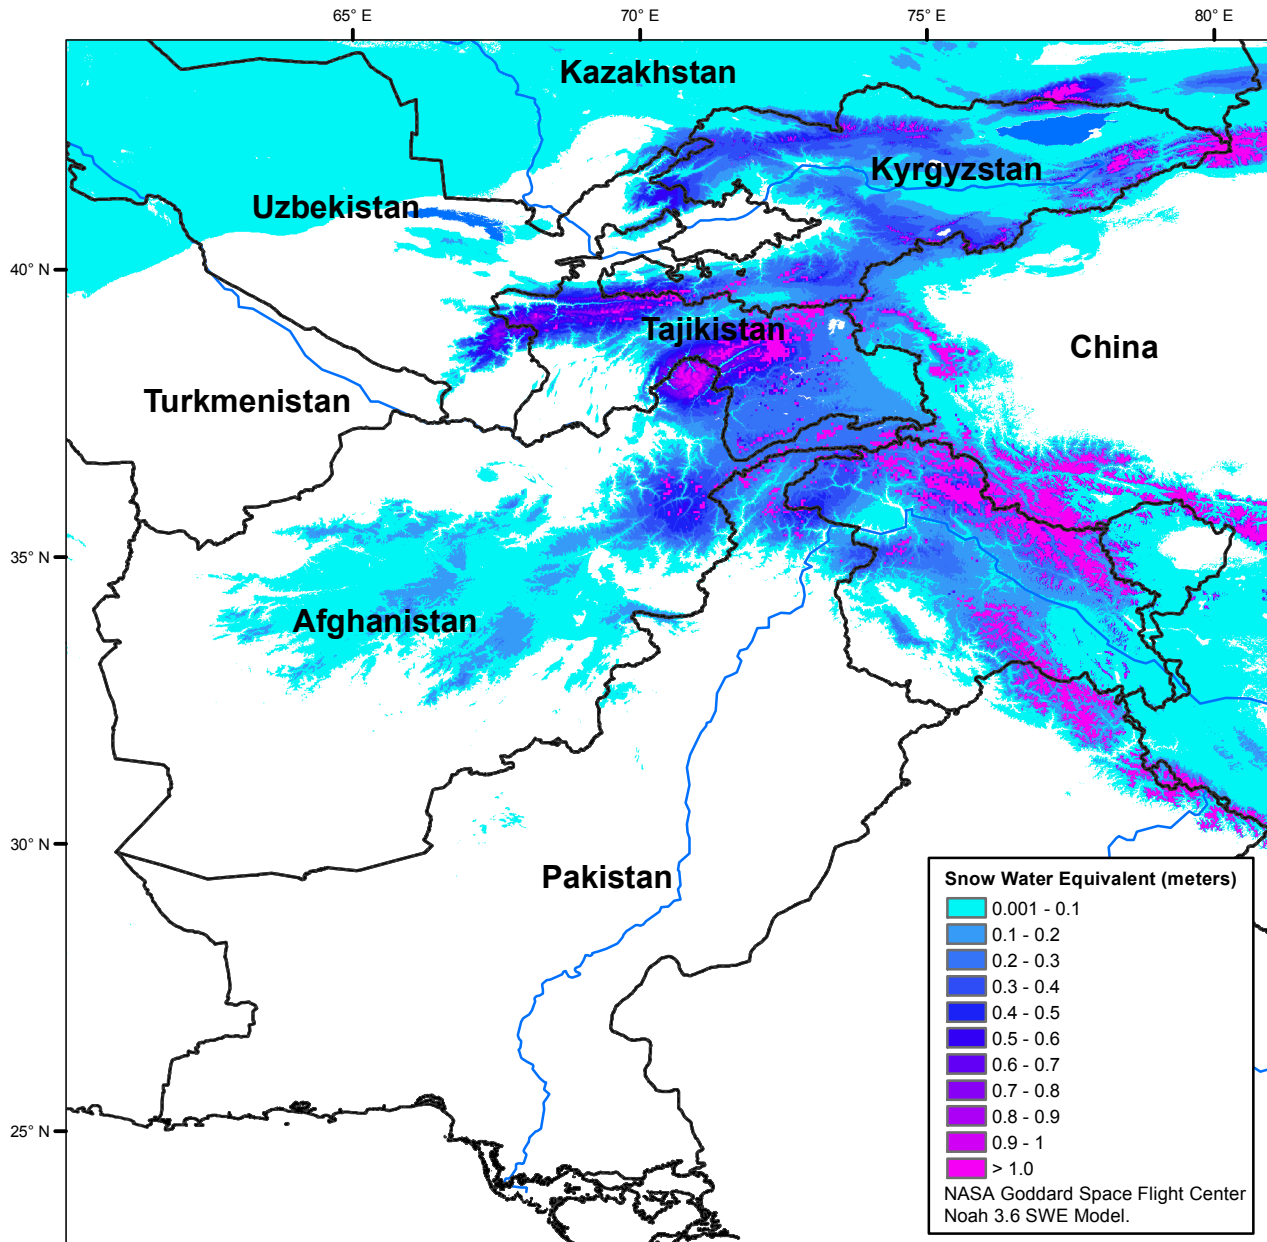 65° E
70° E
75° E
80° E
Kazakhstan
Kyrgyzstan
Uzbekistan
40° N
Tajikistan
China
Turkmenistan
35° N
Afghanistan
30° N
Pakistan
25° N
Snow Water Equivalent (meters)
0.001 - 0.1
0.1 - 0.2
0.2 - 0.3
0.3 - 0.4
0.4 - 0.5
0.5 - 0.6
0.6 - 0.7
0.7 - 0.8
0.8 - 0.9
0.9 - 1
> 1.0
NASA Goddard Space Flight Center
Noah 3.6 SWE Model.